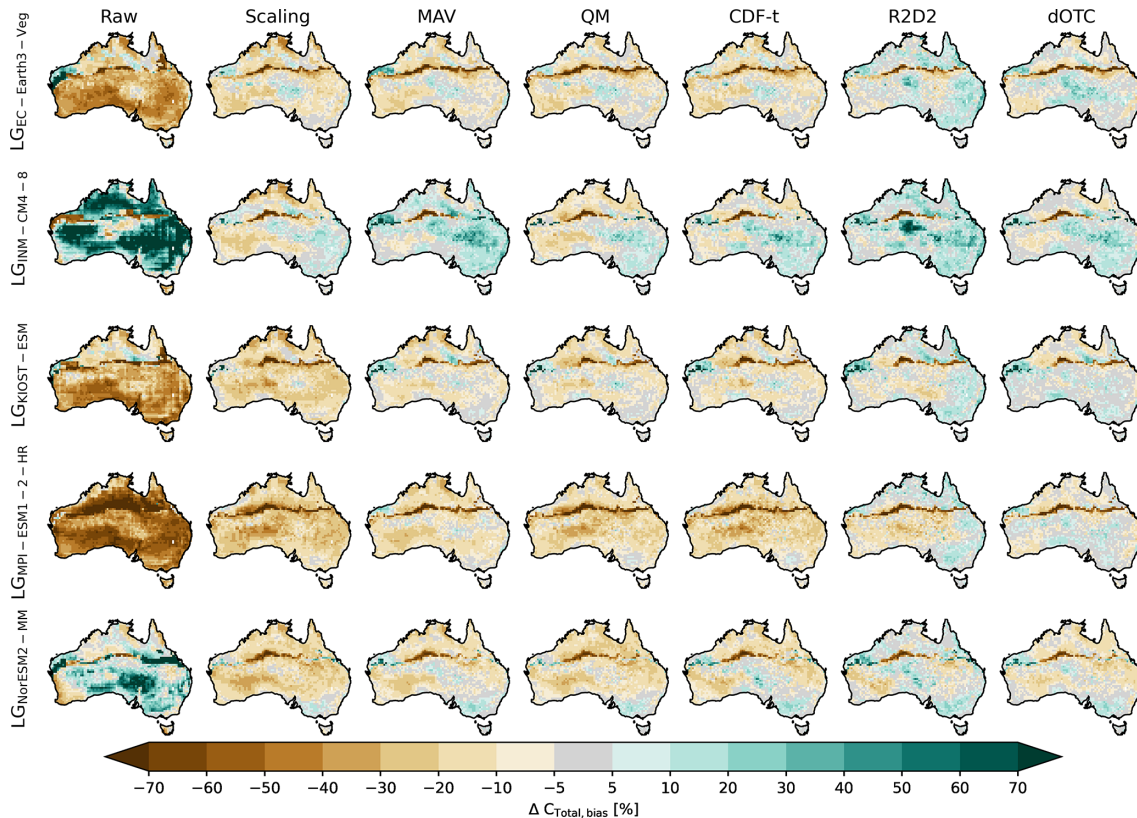 Raw Scaling MAV QM CDF-t R2D2 dOTC
LG_EC − Earth3 − Veg
LG_INM − CM4 − 8
LG_KIOST − ESM
LG_MPI − ESM1 − 2 − HR
LG_NorESM2 − MM
−70 −60 −50 −40 −30 −20 −10 −5 5 10 20 30 40 50 60 70
Δ C_Total, bias [%]